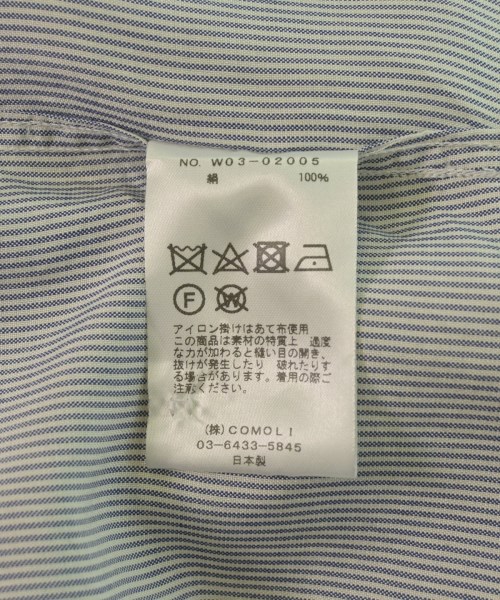 NO. W03-02005
絹 100%
F W
アイロン掛けはあて布使用
この商品は素材の特質上 過度
な力が加わると縫い目の開き、
抜けが発生したり 破れたりす
る場合があります。着用の際ご
注意ください。
(株)COMOLI
03-6433-5845
日本製